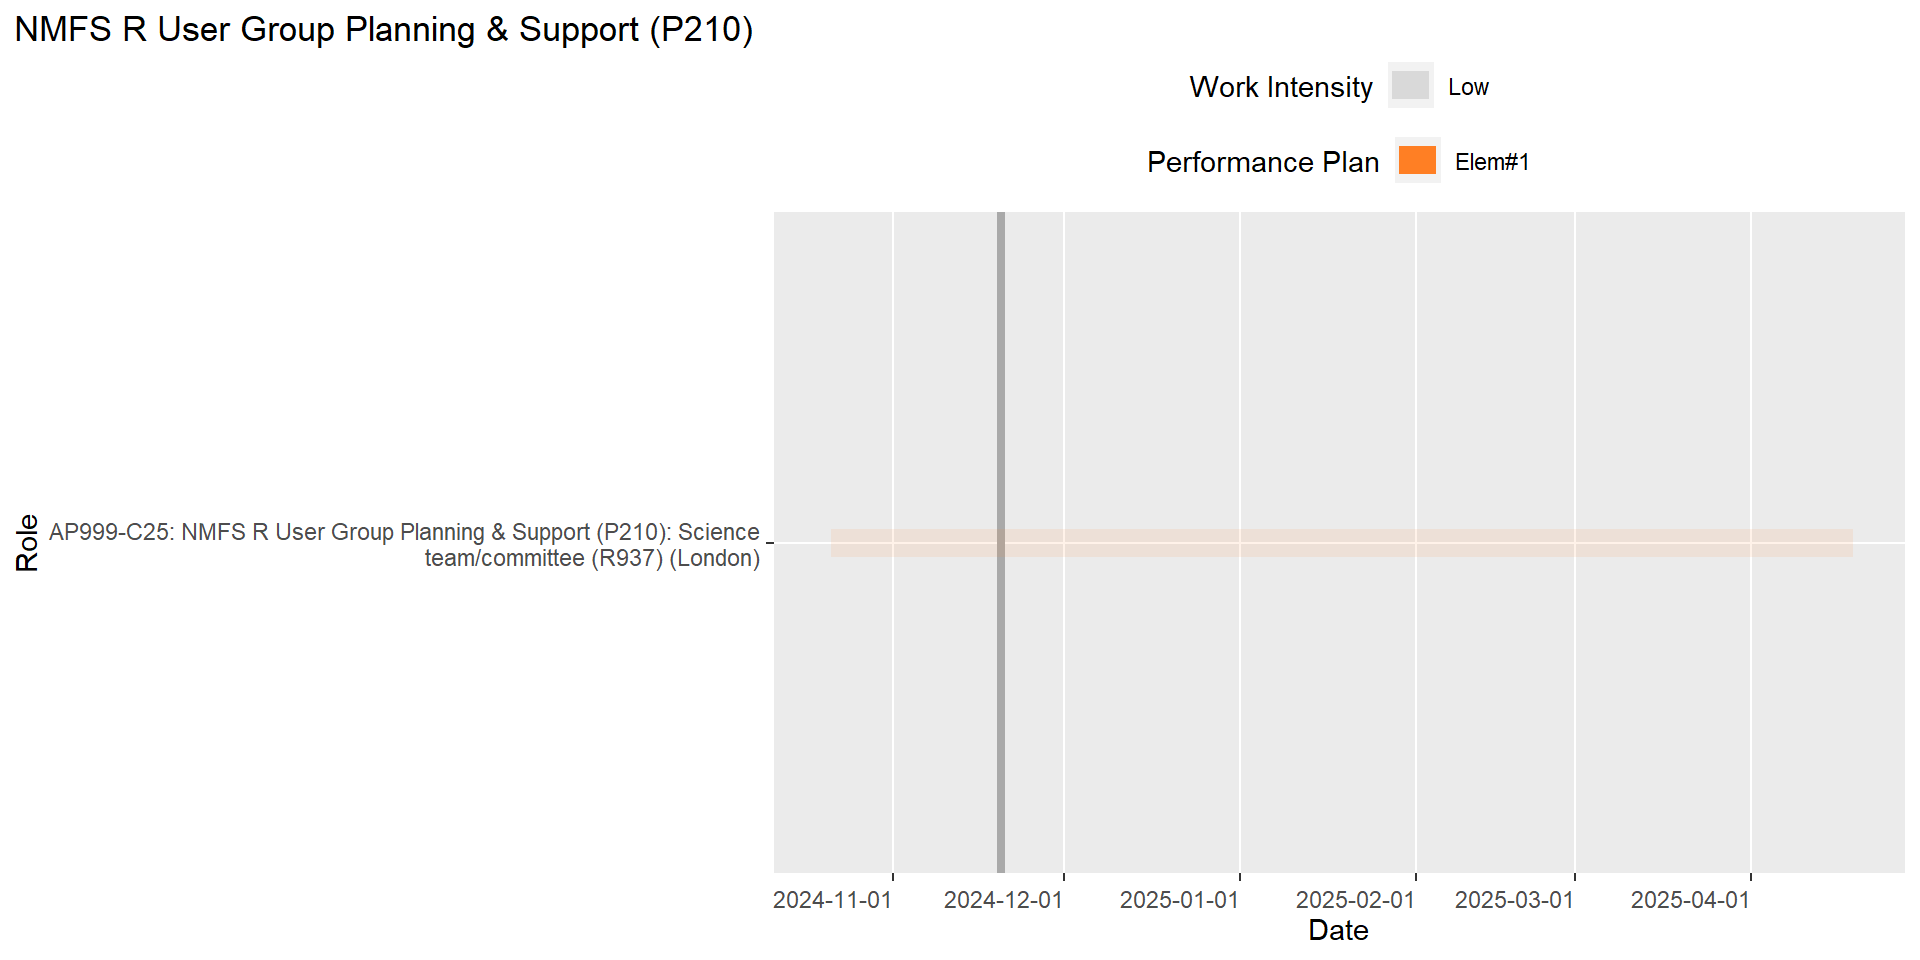 NMFS R User Group Planning & Support (P210)
Work Intensity Low
Performance Plan Elem#1
Role
AP999-C25: NMFS R User Group Planning & Support (P210): Science
team/committee (R937) (London)
2024-11-01 2024-12-01 2025-01-01 2025-02-01 2025-03-01 2025-04-01
Date